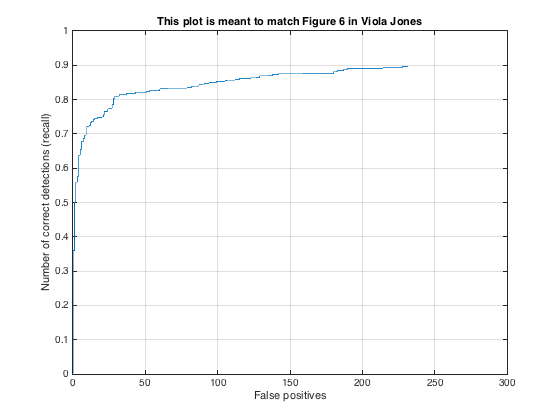 This plot is meant to match Figure 6 in Viola Jones
1
0.9
0.8
0.7
0.6
0.5
0.4
0.3
0.2
0.1
0
Number of correct detections (recall)
0 50 100 150 200 250 300
False positives